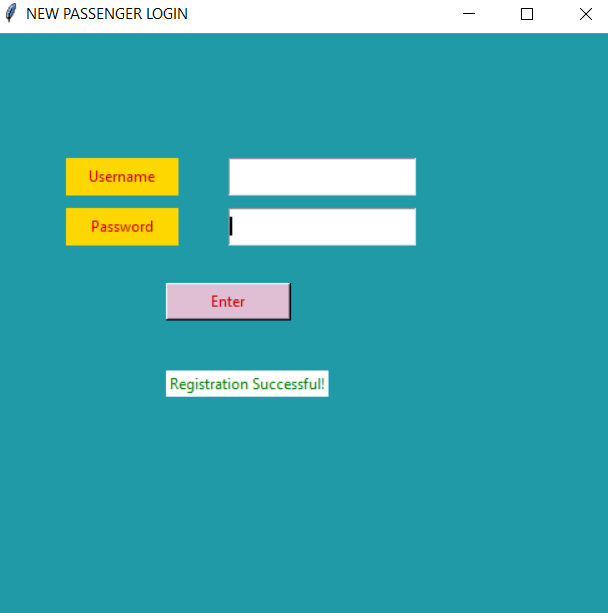 NEW PASSENGER LOGIN
Username
Password
Enter
Registration Successful!